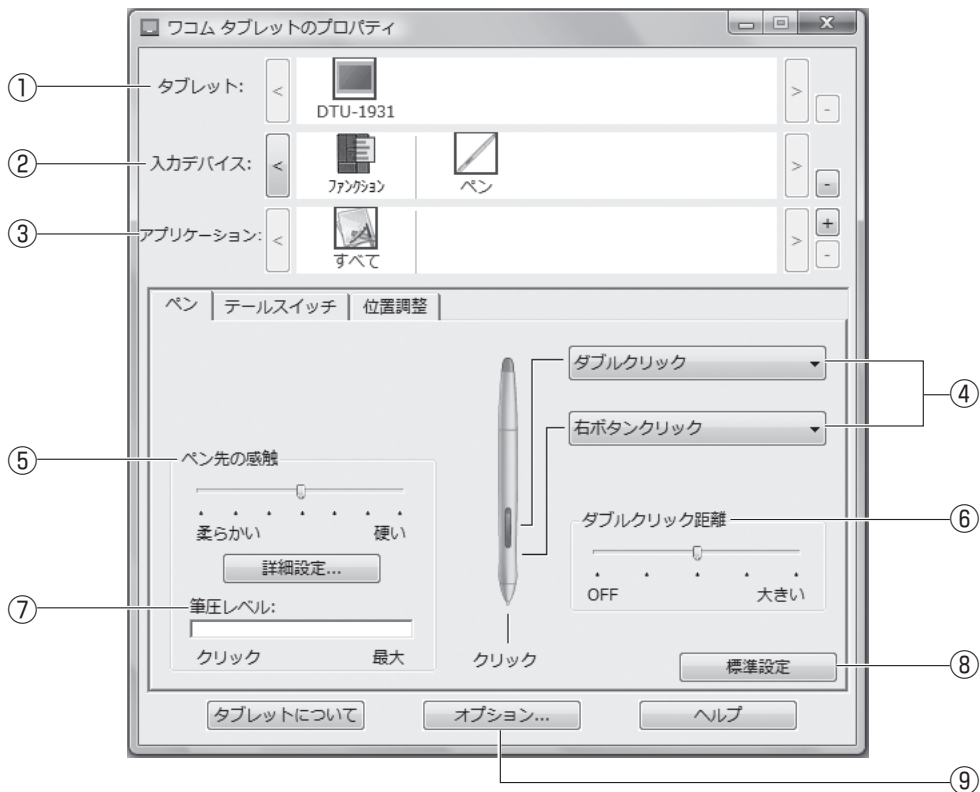 ワコム タブレットのプロパティ
① タブレット:
DTU-1931
② 入力デバイス:
ファンクション ペン
③ アプリケーション:
すべて
ペン テールスイッチ 位置調整
ダブルクリック
④
右ボタンクリック
⑤ ペン先の感触
柔らかい 硬い
詳細設定...
ダブルクリック距離 ⑥
OFF 大きい
⑦ 筆圧レベル:
クリック 最大
クリック
標準設定 ⑧
タブレットについて オプション... ヘルプ
⑨